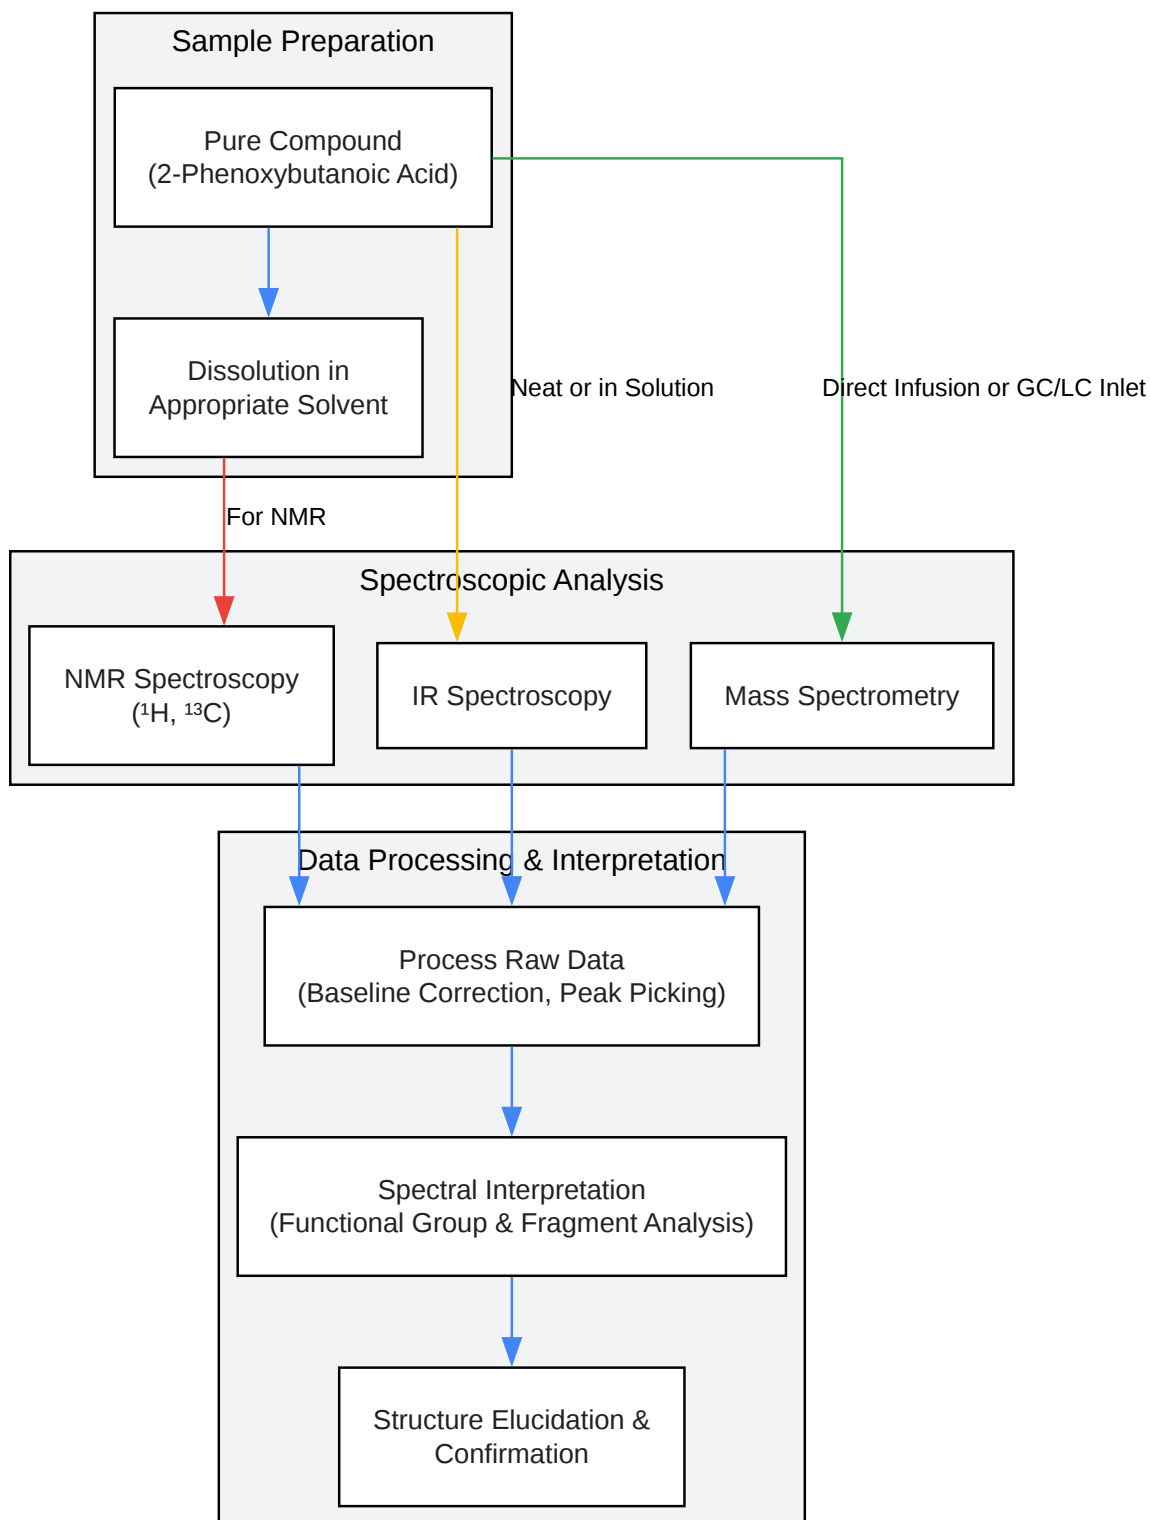 Sample Preparation
Pure Compound
(2-Phenoxybutanoic Acid)
Dissolution in
Appropriate Solvent
Neat or in Solution
Direct Infusion or GC/LC Inlet
For NMR
Spectroscopic Analysis
NMR Spectroscopy
(¹H, ¹³C)
IR Spectroscopy
Mass Spectrometry
Data Processing & Interpretation
Process Raw Data
(Baseline Correction, Peak Picking)
Spectral Interpretation
(Functional Group & Fragment Analysis)
Structure Elucidation &
Confirmation